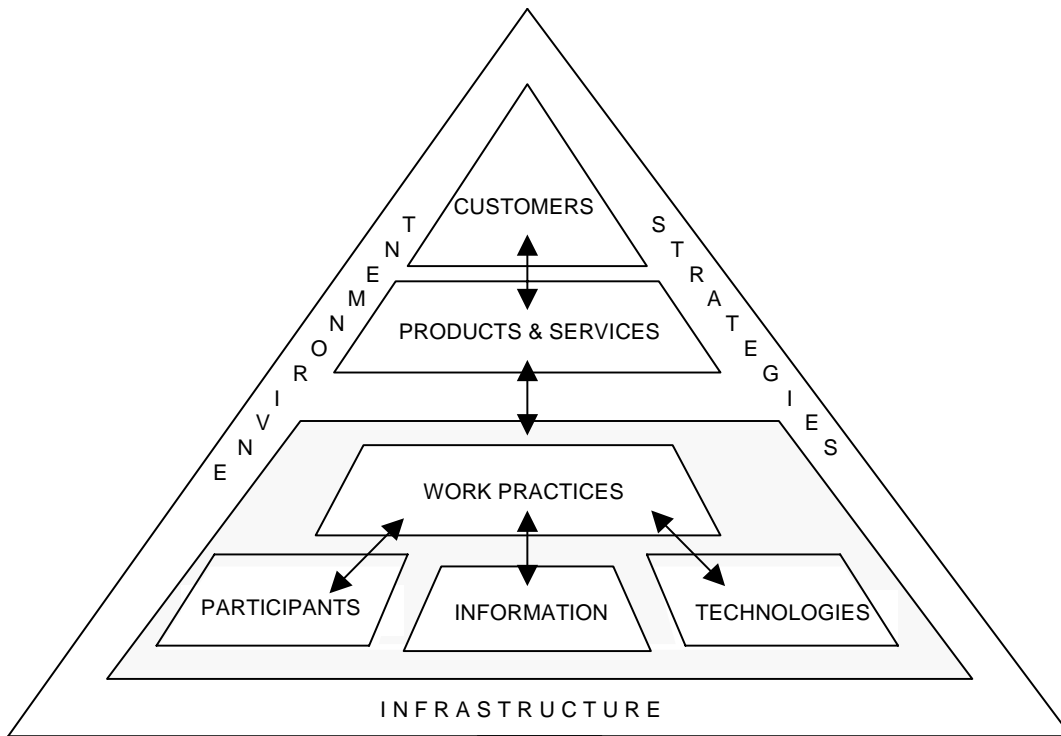 CUSTOMERS
PRODUCTS & SERVICES
WORK PRACTICES
PARTICIPANTS
INFORMATION
TECHNOLOGIES
ENVIRONMENT
STRATEGIES
INFRASTRUCTURE